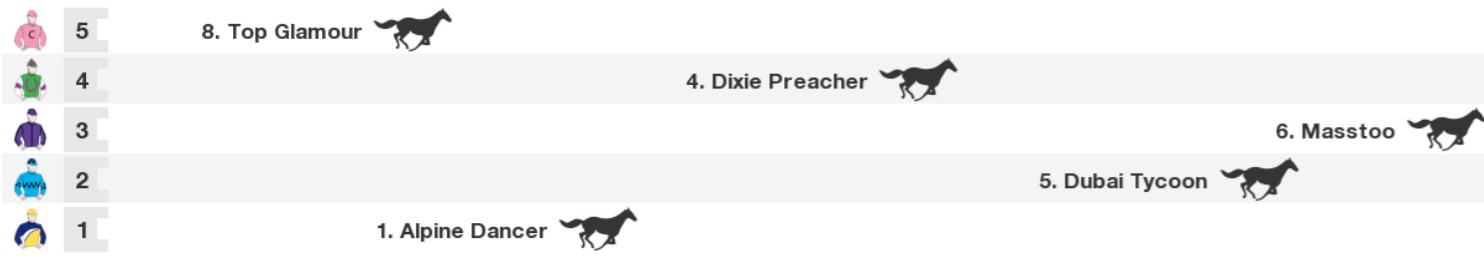 5 8. Top Glamour
4 4. Dixie Preacher
3 6. Masstoo
2 5. Dubai Tycoon
1 1. Alpine Dancer